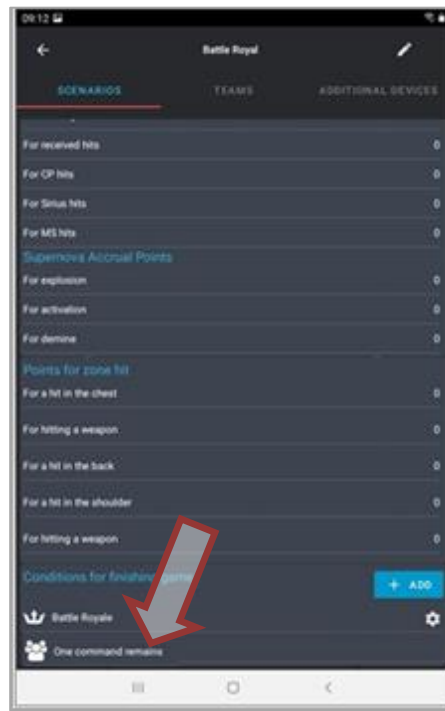 09:12
Battle Royal
SCENARIOS TEAMS ADDITIONAL DEVICES
For received hits 0
For CP hits 0
For Sirius hits 0
For MS hits 0
Supernova Accrual Points
For explosion 0
For activation 0
For demine 0
Points for zone hit
For a hit in the chest 0
For hitting a weapon 0
For a hit in the back 0
For a hit in the shoulder 0
For hitting a weapon 0
Conditions for finishing game
+ ADD
Battle Royale
One command remains